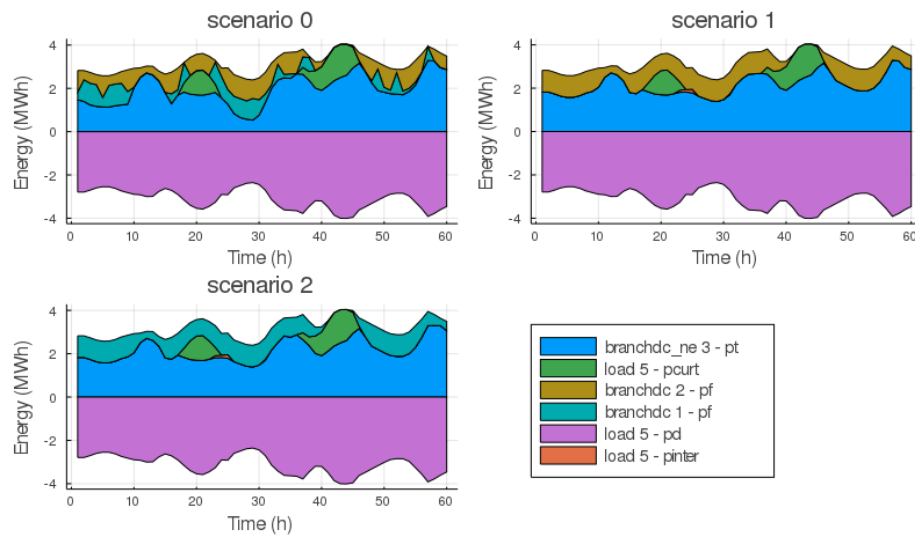 scenario 0
scenario 1
Energy (MWh)
4
2
0
-2
-4
0 10 20 30 40 50 60
Time (h)
Energy (MWh)
4
2
0
-2
-4
0 10 20 30 40 50 60
Time (h)
scenario 2
Energy (MWh)
4
2
0
-2
-4
0 10 20 30 40 50 60
Time (h)
branchdc_ne 3 - pt
load 5 - pcurt
branchdc 2 - pf
branchdc 1 - pf
load 5 - pd
load 5 - pinter